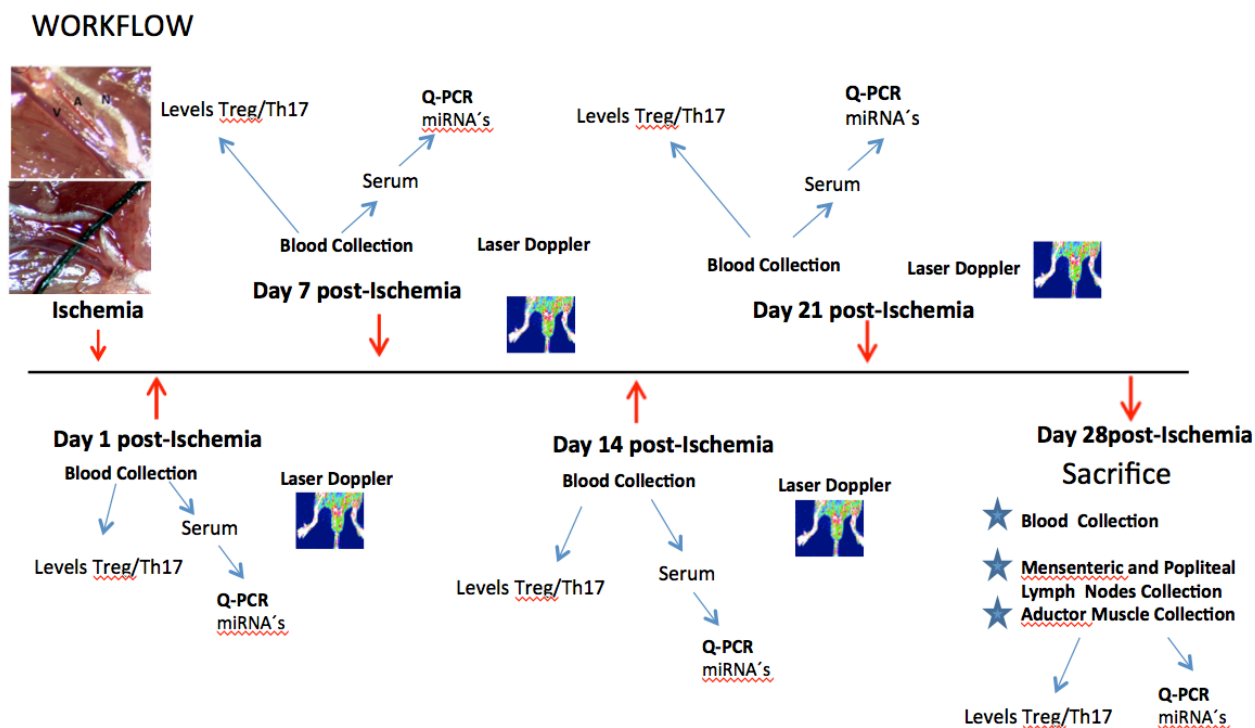 WORKFLOW
V A N
Ischemia
Levels Treg/Th17
Q-PCR
miRNA´s
Serum
Blood Collection
Laser Doppler
Day 7 post-Ischemia
Levels Treg/Th17
Q-PCR
miRNA´s
Serum
Blood Collection
Laser Doppler
Day 21 post-Ischemia
Day 1 post-Ischemia
Blood Collection
Laser Doppler
Serum
Levels Treg/Th17
Q-PCR
miRNA´s
Day 14 post-Ischemia
Blood Collection
Laser Doppler
Serum
Levels Treg/Th17
Q-PCR
miRNA´s
Day 28post-Ischemia
Sacrifice
Blood Collection
Mensenteric and Popliteal
Lymph Nodes Collection
Aductor Muscle Collection
Levels Treg/Th17
Q-PCR
miRNA´s